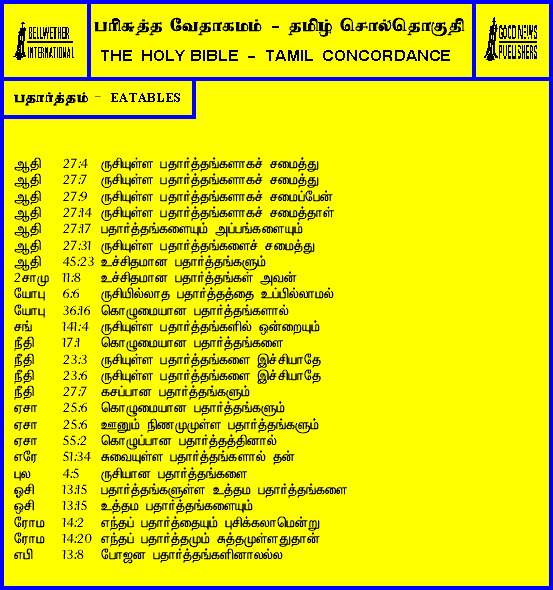 BELLWETHER
INTERNATIONAL
பரிசுத்த வேதாகமம் - தமிழ் சொல்தொகுதி
THE HOLY BIBLE - TAMIL CONCORDANCE
GOOD NEWS
PUBLISHERS
பதார்த்தம் - EATABLES
ஆதி 27:4 ருசியுள்ள பதார்த்தங்களாகச் சமைத்து
ஆதி 27:7 ருசியுள்ள பதார்த்தங்களாகச் சமைத்து
ஆதி 27:9 ருசியுள்ள பதார்த்தங்களாகச் சமைப்பேன்
ஆதி 27:14 ருசியுள்ள பதார்த்தங்களாகச் சமைத்தாள்
ஆதி 27:17 பதார்த்தங்களையும் அப்பங்களையும்
ஆதி 27:31 ருசியுள்ள பதார்த்தங்களைச் சமைத்து
ஆதி 45:23 உச்சிதமான பதார்த்தங்களும்
2சாமு 11:8 உச்சிதமான பதார்த்தங்கள் அவன்
யோபு 6:6 ருசியில்லாத பதார்த்தத்தை உப்பில்லாமல்
யோபு 36:16 கொழுமையான பதார்த்தங்களால்
சங் 141:4 ருசியுள்ள பதார்த்தங்களில் ஒன்றையும்
நீதி 17:1 கொழுமையான பதார்த்தங்களை
நீதி 23:3 ருசியுள்ள பதார்த்தங்களை இச்சியாதே
நீதி 23:6 ருசியுள்ள பதார்த்தங்களை இச்சியாதே
நீதி 27:7 கசப்பான பதார்த்தங்களும்
ஏசா 25:6 கொழுமையான பதார்த்தங்களும்
ஏசா 25:6 ஊனும் நிணமுமுள்ள பதார்த்தங்களும்
ஏசா 55:2 கொழுப்பான பதார்த்தத்தினால்
எரே 51:34 சுவையுள்ள பதார்த்தங்களால் தன்
புல 4:5 ருசியான பதார்த்தங்களை
ஓசி 13:15 பதார்த்தங்களுள்ள உத்தம பதார்த்தங்களை
ஓசி 13:15 உத்தம பதார்த்தங்களையும்
ரோம 14:2 எந்தப் பதார்த்தையும் புசிக்கலாமென்று
ரோம 14:20 எந்தப் பதார்த்தமும் சுத்தமுள்ளதுதான்
எபி 13:8 போஜன பதார்த்தங்களினாலல்ல